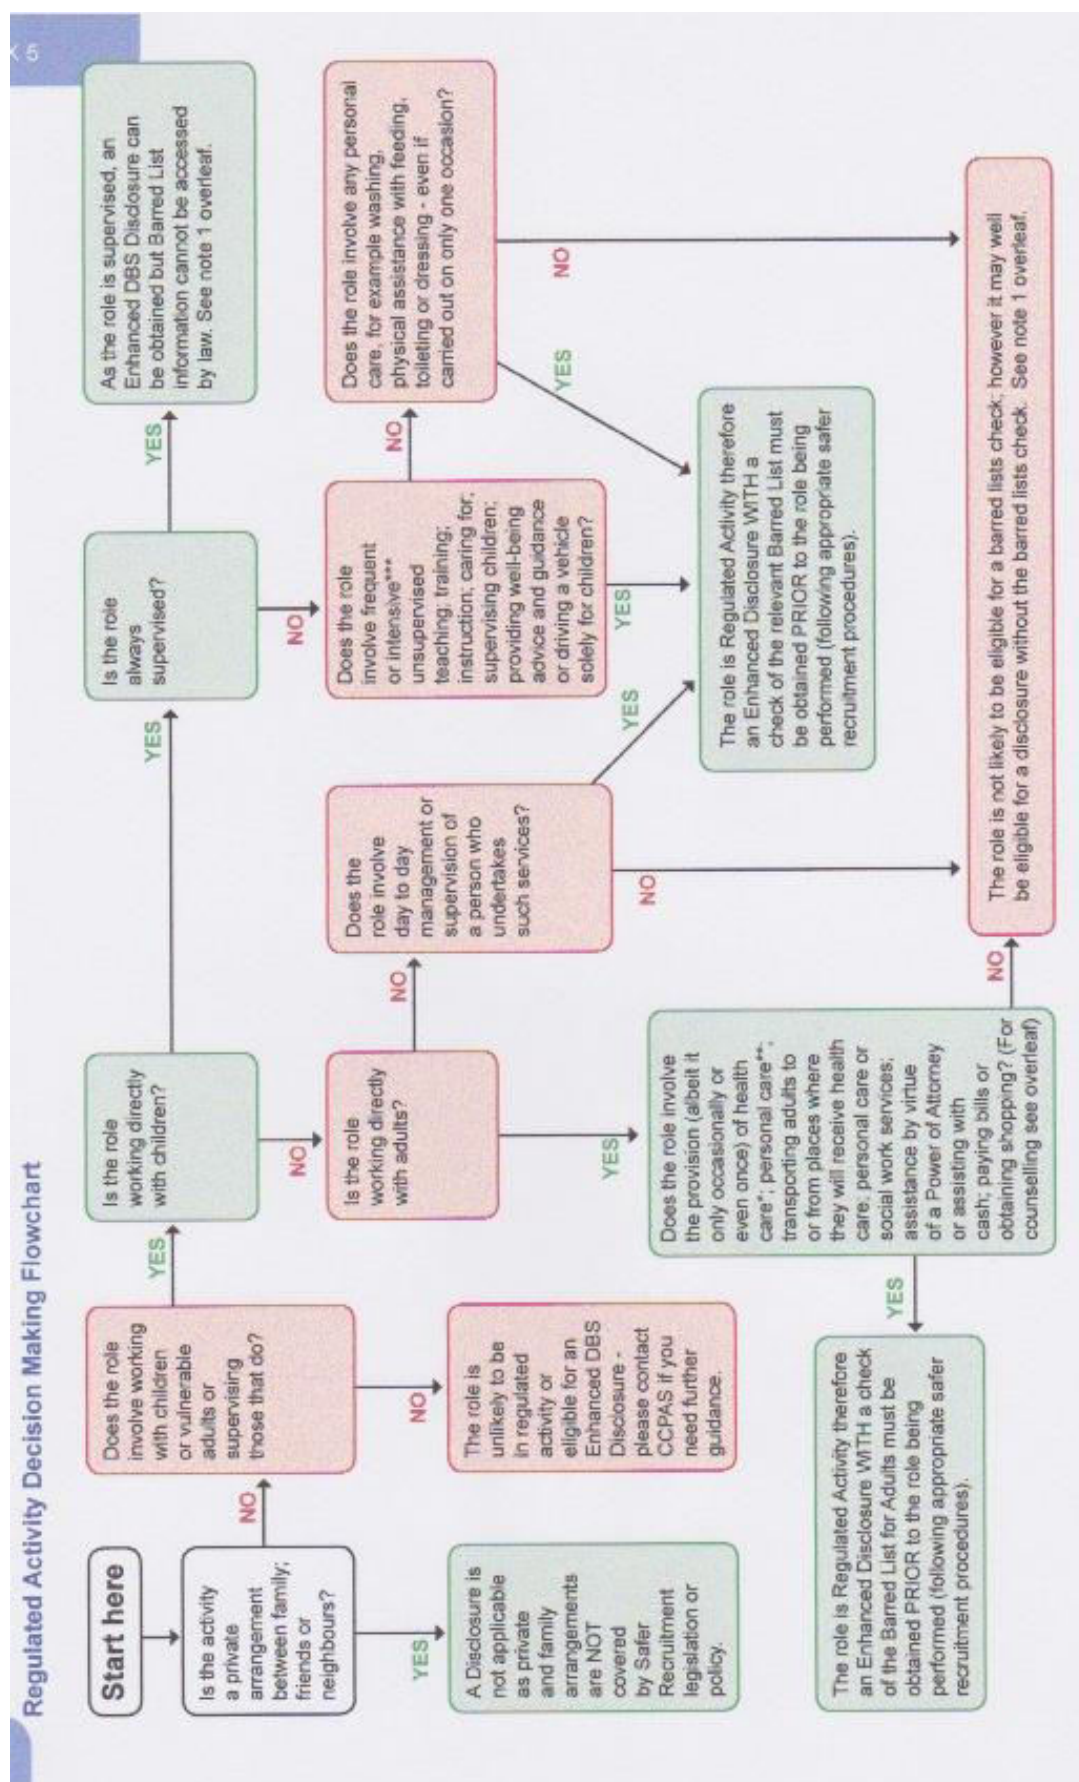 X 5
Regulated Activity Decision Making Flowchart
Start here
Is the activity
a private
arrangement
between family;
friends or
neighbours?
YES
A Disclosure is
not applicable
as private
and family
arrangements
are NOT
covered
by Safer
Recruitment
legislation or
policy.
NO
Does the role
involve working
with children
or vulnerable
adults or
supervising
those that do?
NO
The role is
unlikely to be
in regulated
activity or
eligible for an
Enhanced DBS
Disclosure -
please contact
CCPAS if you
need further
guidance.
YES
Is the role
working directly
with children?
NO
Is the role
working directly
with adults?
YES
Does the role involve
the provision (albeit it
only occasionally or
even once) of health
care*; personal care**;
transporting adults to
or from places where
they will receive health
care; personal care or
social work services;
assistance by virtue
of a Power of Attorney
or assisting with
cash; paying bills or
obtaining shopping? (For
counselling see overleaf)
YES
The role is Regulated Activity therefore
an Enhanced Disclosure WITH a check
of the Barred List for Adults must be
obtained PRIOR to the role being
performed (following appropriate safer
recruitment procedures).
NO
NO
Does the
role involve
day to day
management or
supervision of
a person who
undertakes
such services?
NO
YES
YES
Is the role
always
supervised?
YES
As the role is supervised, an
Enhanced DBS Disclosure can
be obtained but Barred List
information cannot be accessed
by law. See note 1 overleaf.
NO
Does the role
involve frequent
or intensive***
unsupervised
teaching; training;
instruction; caring for;
supervising children;
providing well-being
advice and guidance
or driving a vehicle
solely for children?
YES
NO
Does the role involve any personal
care, for example washing,
physical assistance with feeding,
toileting or dressing - even if
carried out on only one occasion?
YES
NO
The role is Regulated Activity therefore
an Enhanced Disclosure WITH a
check of the relevant Barred List must
be obtained PRIOR to the role being
performed (following appropriate safer
recruitment procedures).
The role is not likely to be eligible for a barred lists check; however it may well
be eligible for a disclosure without the barred lists check. See note 1 overleaf.